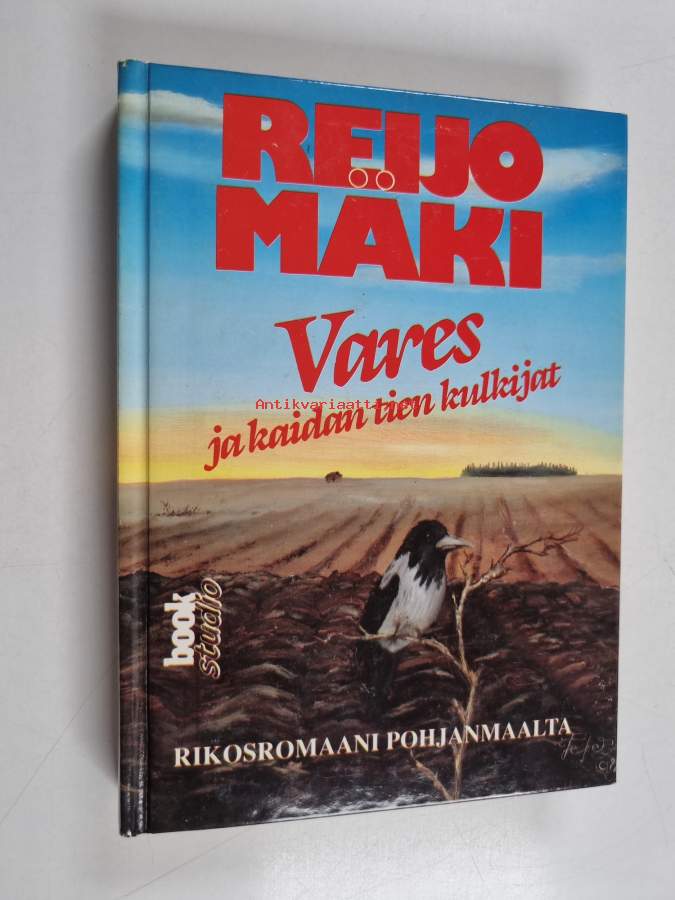 REIJO
MÄKI
Vares
ja kaidan tien kulkijat
book
studio
RIKOSROMAANI POHJANMAALTA